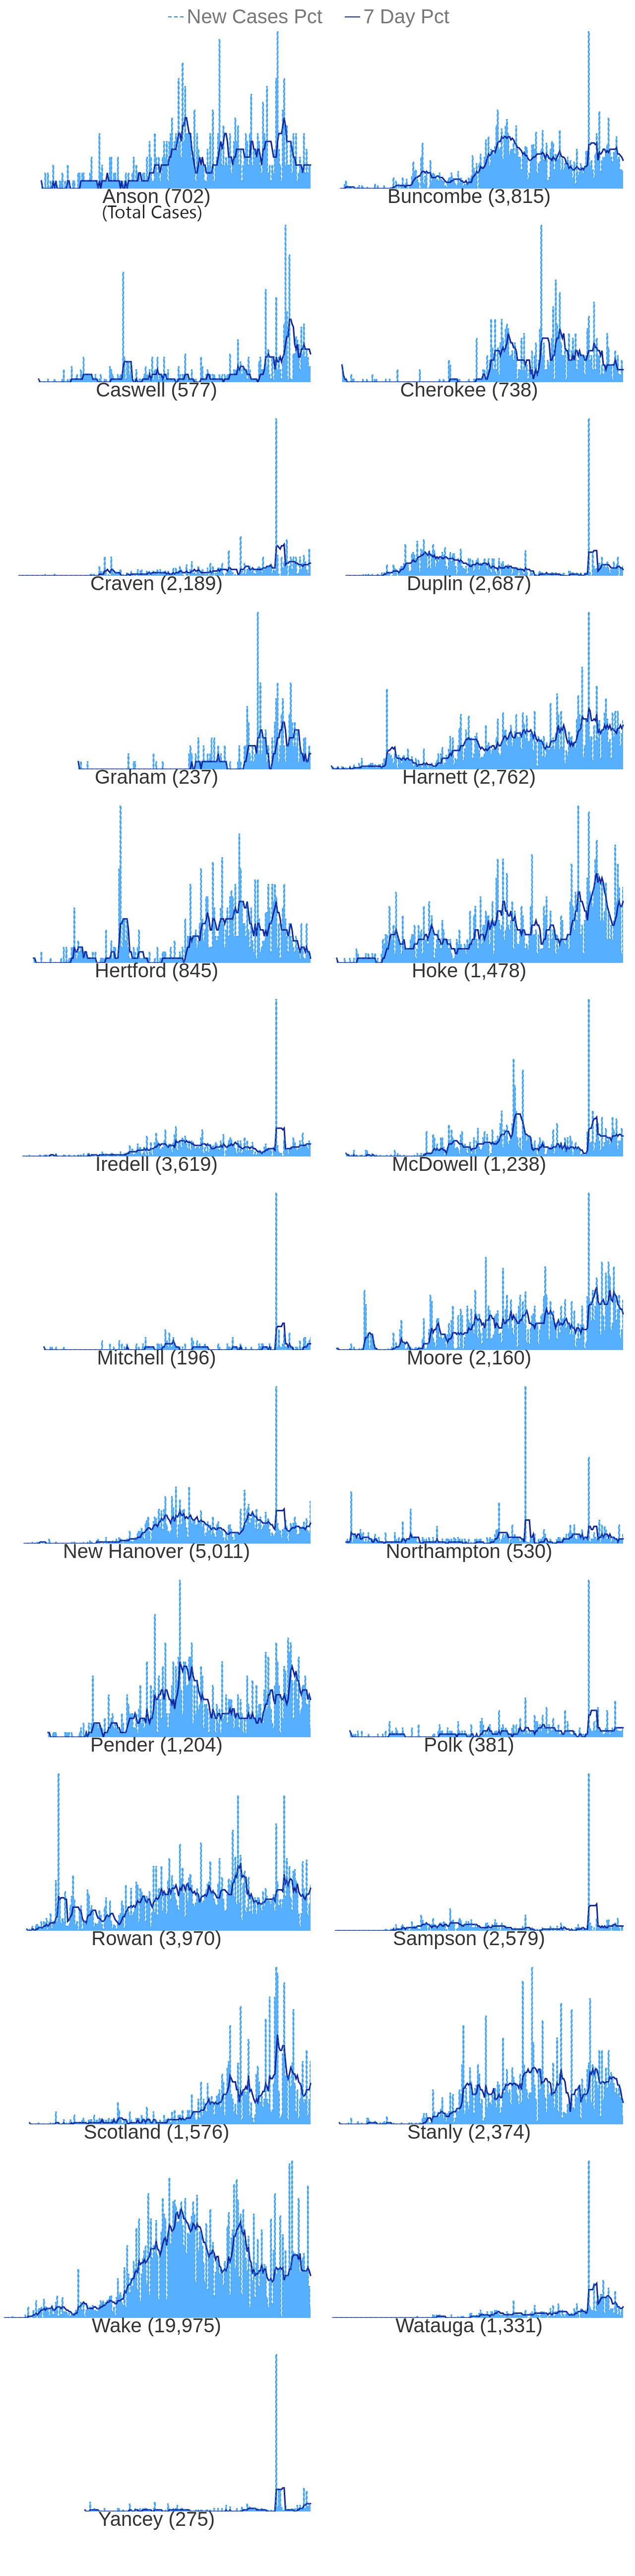 New Cases Pct 7 Day Pct
Anson (702) Buncombe (3,815)
(Total Cases)
Caswell (577) Cherokee (738)
Craven (2,189) Duplin (2,687)
Graham (237) Harnett (2,762)
Hertford (845) Hoke (1,478)
Iredell (3,619) McDowell (1,238)
Mitchell (196) Moore (2,160)
New Hanover (5,011) Northampton (530)
Pender (1,204) Polk (381)
Rowan (3,970) Sampson (2,579)
Scotland (1,576) Stanly (2,374)
Wake (19,975) Watauga (1,331)
Yancey (275)